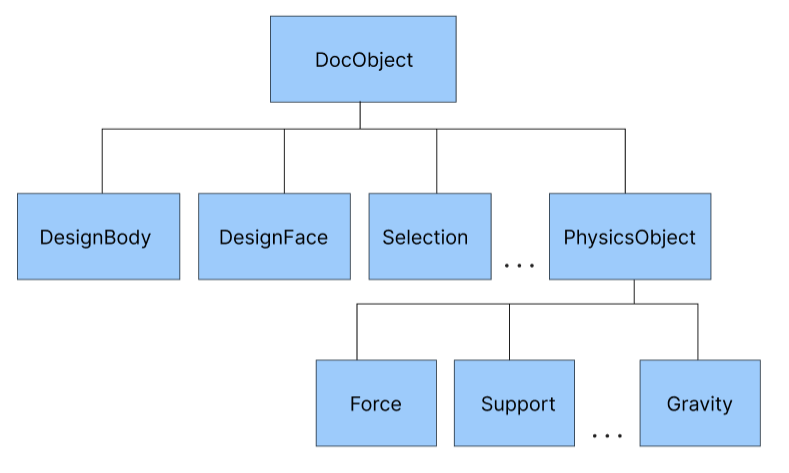 DocObject
DesignBody
DesignFace
Selection
...
PhysicsObject
Force
Support
...
Gravity